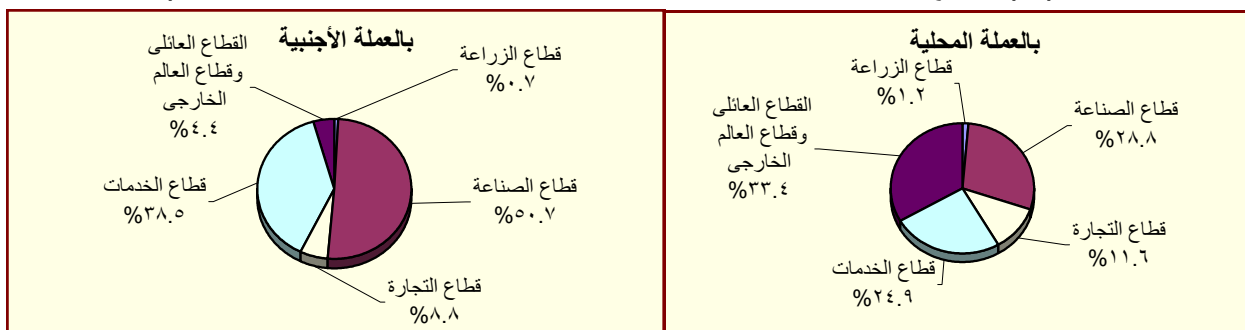 بالعملة المحلية
قطاع الزراعة
%١.٢
قطاع الصناعة
%٢٨.٨
قطاع التجارة
%١١.٦
قطاع الخدمات
%٢٤.٩
القطاع العائلى
وقطاع العالم
الخارجى
%٣٣.٤
بالعملة الأجنبية
قطاع الزراعة
%٠.٧
قطاع الصناعة
%٥٠.٧
قطاع التجارة
%٨.٨
قطاع الخدمات
%٣٨.٥
القطاع العائلى
وقطاع العالم
الخارجى
%٤.٤